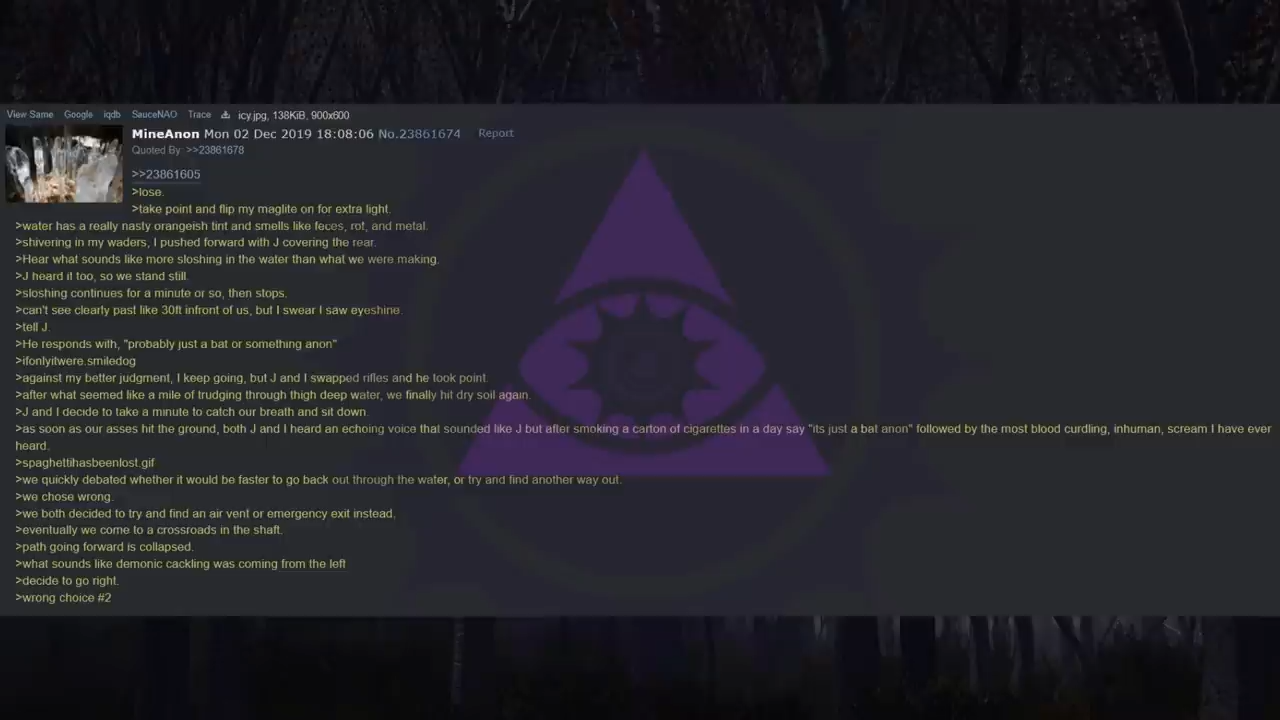 View Same Google iqdb SauceNAO Trace icy.jpg, 138KiB, 900x600
MineAnon Mon 02 Dec 2019 18:08:06 No.23861674 Report
Quoted By: >>23861678
>>23861605
>lose.
>take point and flip my maglite on for extra light.
>water has a really nasty orangeish tint and smells like feces, rot, and metal.
>shivering in my waders, I pushed forward with J covering the rear.
>Hear what sounds like more sloshing in the water than what we were making.
>J heard it too, so we stand still.
>sloshing continues for a minute or so, then stops.
>can't see clearly past like 30ft infront of us, but I swear I saw eyeshine.
>tell J.
>He responds with, "probably just a bat or something anon"
>ifonlyitwere.smiledog
>against my better judgment, I keep going, but J and I swapped rifles and he took point.
>after what seemed like a mile of trudging through thigh deep water, we finally hit dry soil again.
>J and I decide to take a minute to catch our breath and sit down.
>as soon as our asses hit the ground, both J and I heard an echoing voice that sounded like J but after smoking a carton of cigarettes in a day say "its just a bat anon" followed by the most blood curdling, inhuman, scream I have ever
heard.
>spaghettihasbeenlost.gif
>we quickly debated whether it would be faster to go back out through the water, or try and find another way out.
>we chose wrong.
>we both decided to try and find an air vent or emergency exit instead.
>eventually we come to a crossroads in the shaft.
>path going forward is collapsed.
>what sounds like demonic cackling was coming from the left
>decide to go right.
>wrong choice #2